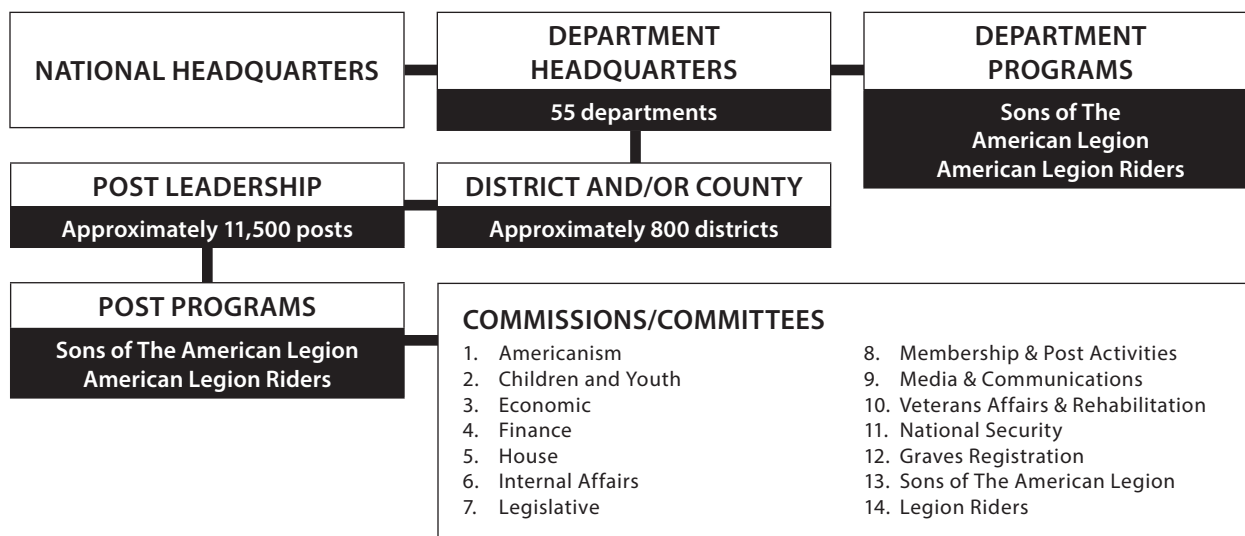 NATIONAL HEADQUARTERS
DEPARTMENT
HEADQUARTERS
55 departments
DEPARTMENT
PROGRAMS
Sons of The
American Legion
American Legion Riders
POST LEADERSHIP
Approximately 11,500 posts
DISTRICT AND/OR COUNTY
Approximately 800 districts
POST PROGRAMS
Sons of The American Legion
American Legion Riders
COMMISSIONS/COMMITTEES
1. Americanism
2. Children and Youth
3. Economic
4. Finance
5. House
6. Internal Affairs
7. Legislative
8. Membership & Post Activities
9. Media & Communications
10. Veterans Affairs & Rehabilitation
11. National Security
12. Graves Registration
13. Sons of The American Legion
14. Legion Riders